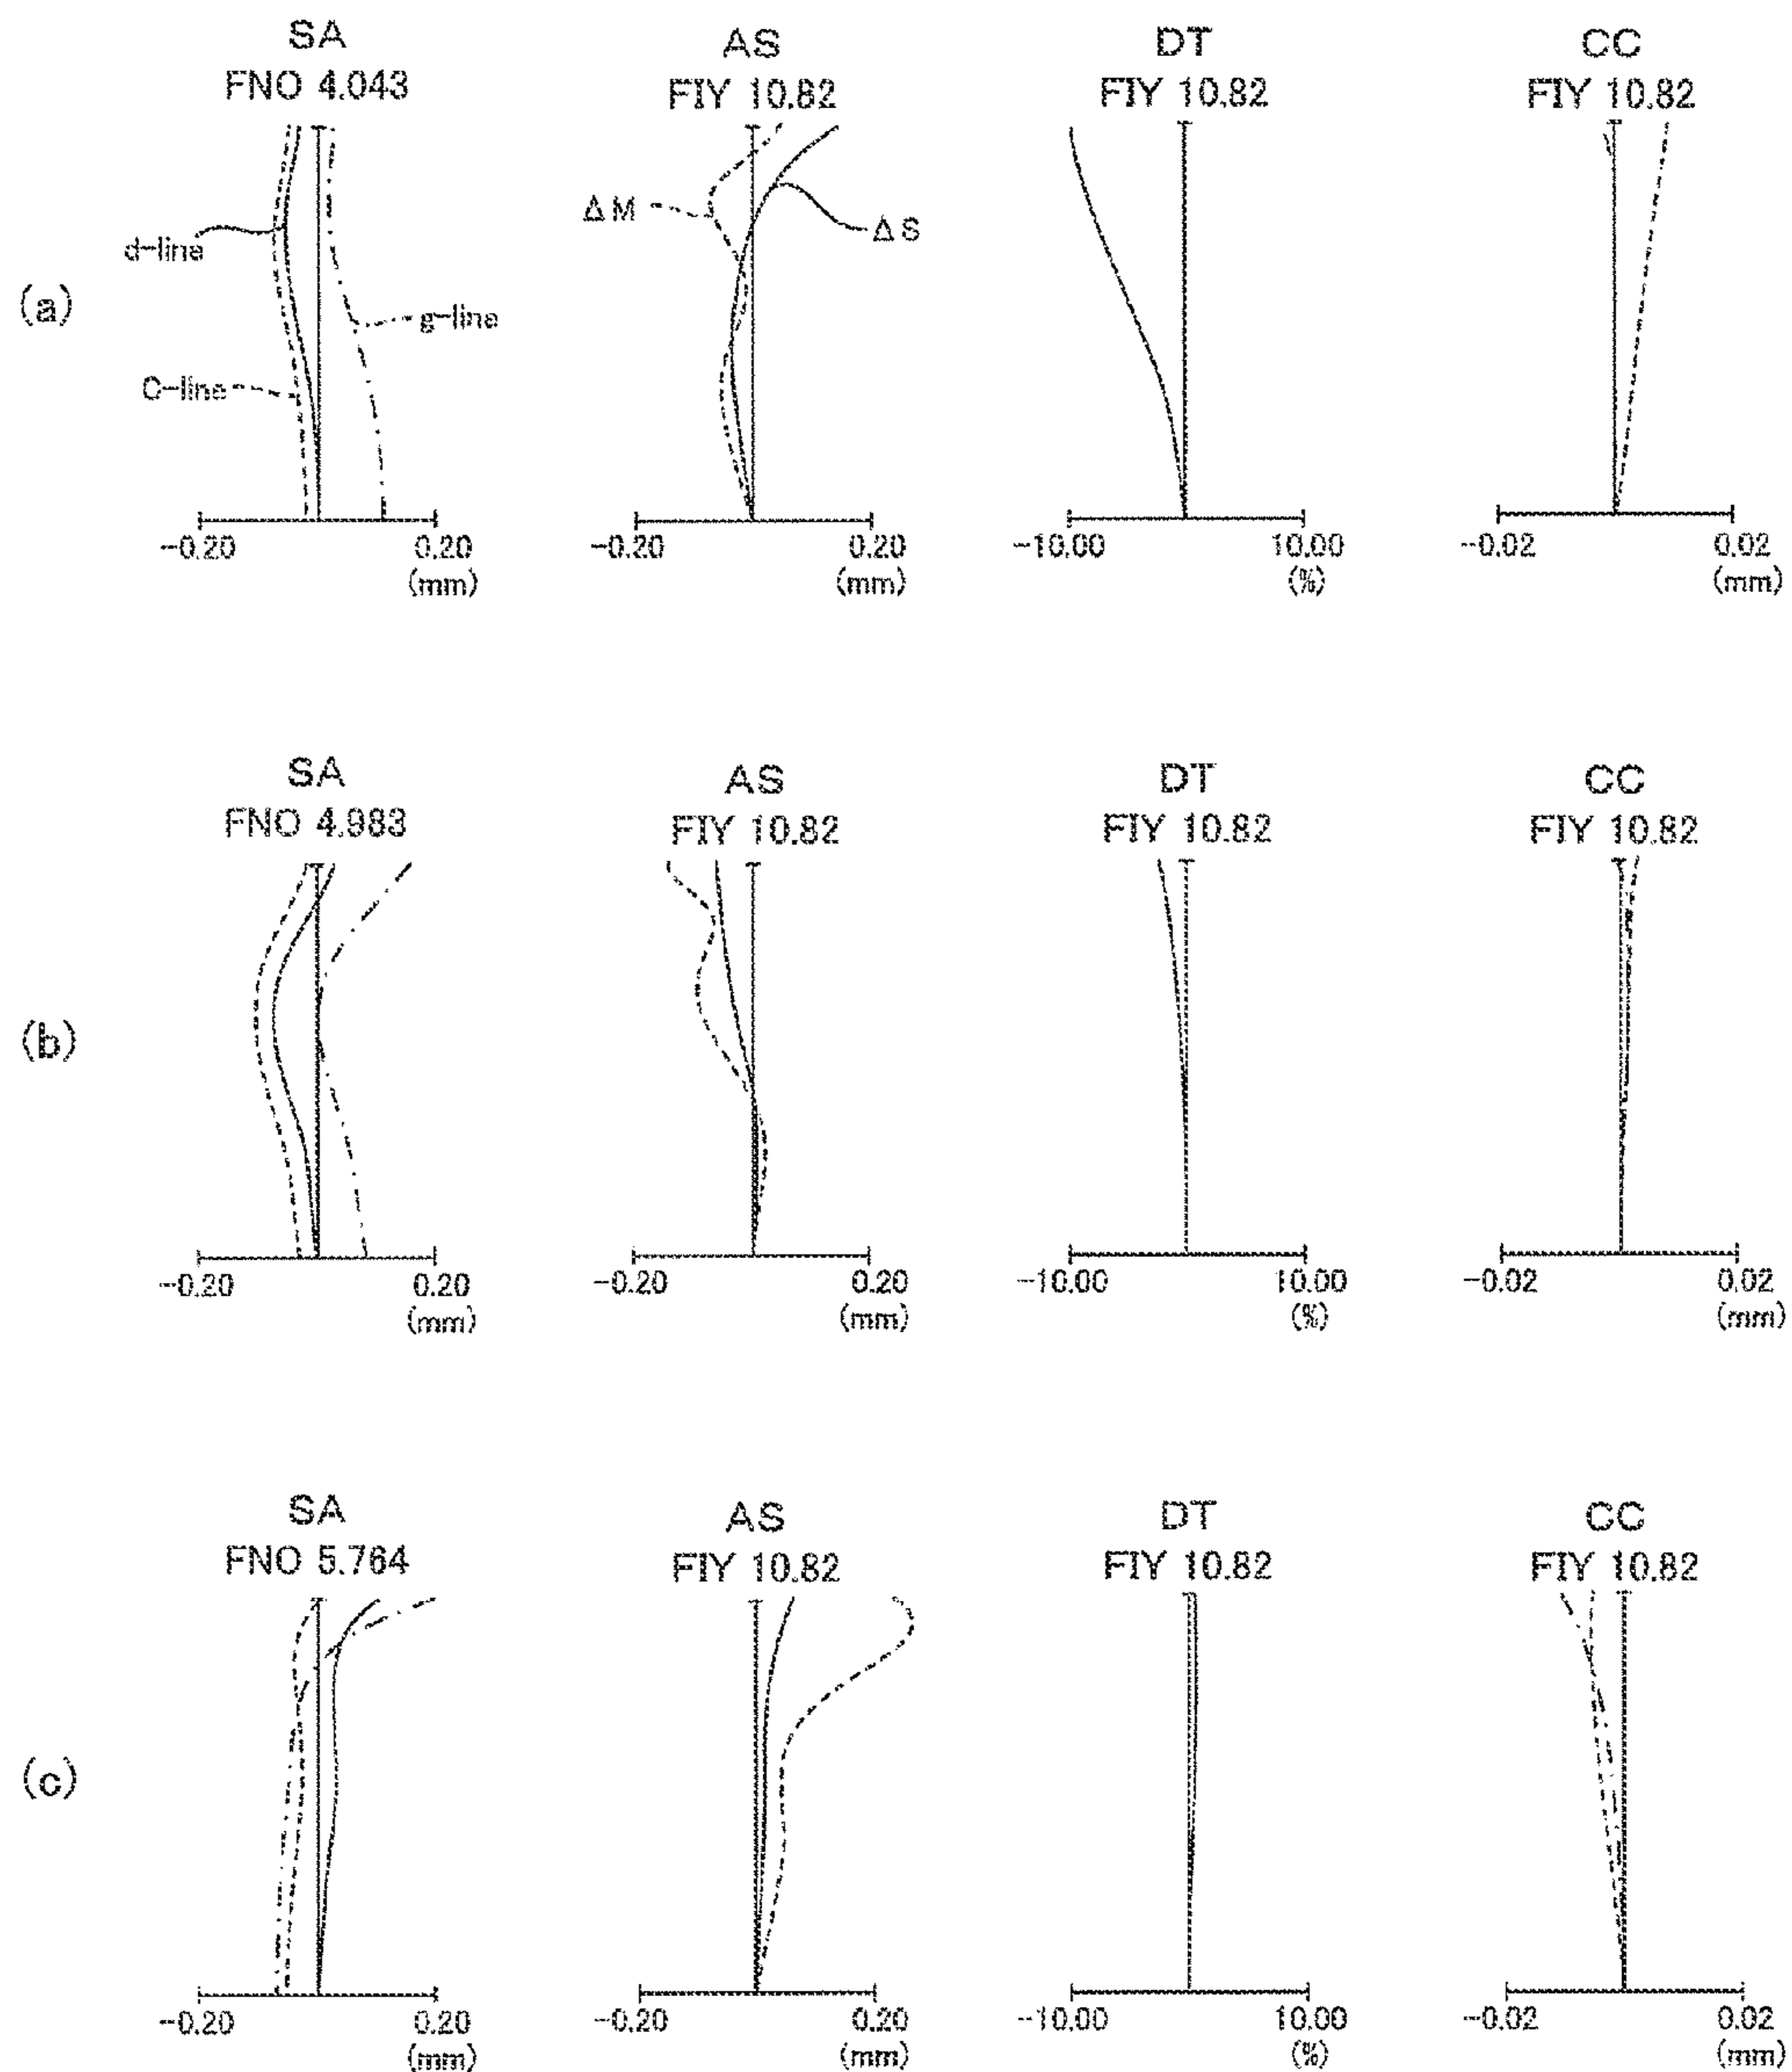 SA AS DT CC
FNO 4.043 FIY 10.82 FIY 10.82 FIY 10.82
d-line
ΔM
ΔS
(a)
g-line
C-line
-0.20 0.20 -0.20 0.20 -10.00 10.00 -0.02 0.02
(mm) (mm) (%) (mm)
SA AS DT CC
FNO 4.983 FIY 10.82 FIY 10.82 FIY 10.82
(b)
-0.20 0.20 -0.20 0.20 -10.00 10.00 -0.02 0.02
(mm) (mm) (%) (mm)
SA AS DT CC
FNO 5.764 FIY 10.82 FIY 10.82 FIY 10.82
(c)
-0.20 0.20 -0.20 0.20 -10.00 10.00 -0.02 0.02
(mm) (mm) (%) (mm)